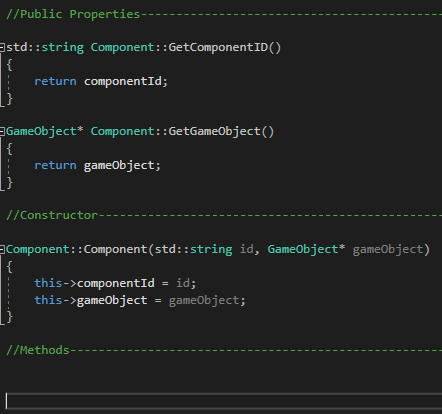 //Public Properties-------------------------------------------
std::string Component::GetComponentID()
{
    return componentId;
}
GameObject* Component::GetGameObject()
{
    return gameObject;
}
//Constructor-------------------------------------------------
Component::Component(std::string id, GameObject* gameObject)
{
    this->componentId = id;
    this->gameObject = gameObject;
}
//Methods-----------------------------------------------------